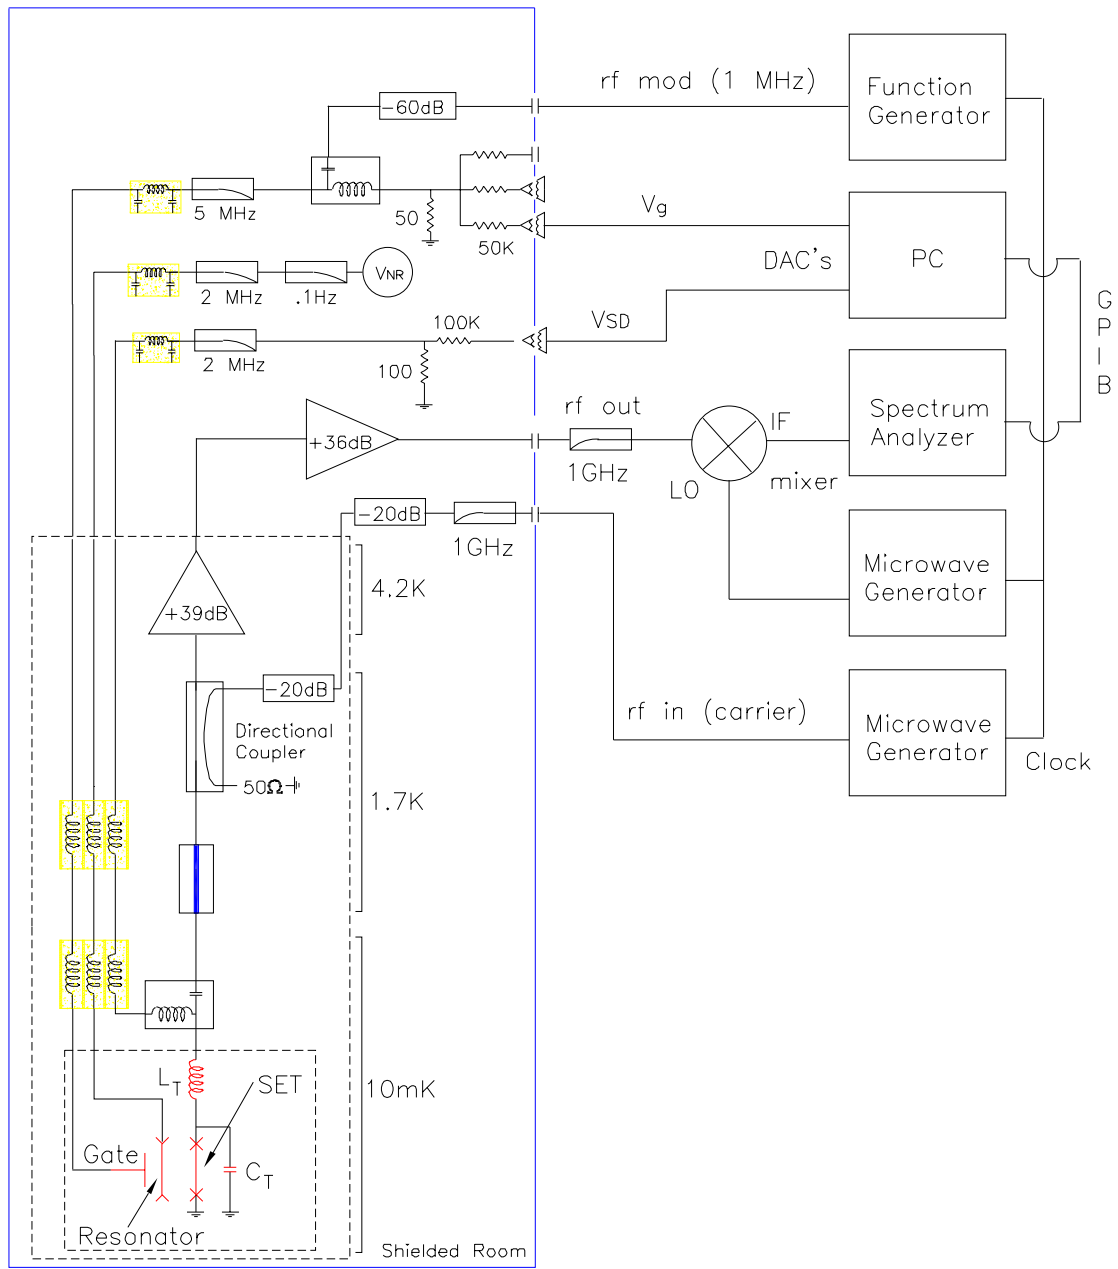 rf mod (1 MHz)
Function
Generator
-60dB
5 MHz
50
50K
Vg
DAC's
PC
VNR
2 MHz
.1Hz
G
P
I
B
100K
VSD
2 MHz
100
rf out
IF
Spectrum
Analyzer
+36dB
1GHz
LO
mixer
-20dB
1GHz
Microwave
Generator
4.2K
+39dB
-20dB
Directional
Coupler
50Ω
rf in (carrier)
Microwave
Generator
Clock
1.7K
LT
SET
10mK
Gate
CT
Resonator
Shielded Room